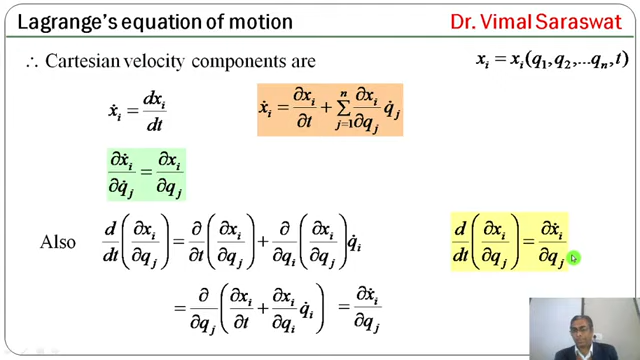 Lagrange's equation of motion Dr. Vimal Saraswat
∴ Cartesian velocity components are xᵢ = xᵢ(q₁, q₂, ...qₙ, t)
ẋᵢ = dxᵢ/dt ẋᵢ = ∂xᵢ/∂t + ∑ⱼ₌₁ⁿ ∂xᵢ/∂qⱼ q̇ⱼ
∂ẋᵢ/∂q̇ⱼ = ∂xᵢ/∂qⱼ
Also d/dt(∂xᵢ/∂qⱼ) = ∂/∂t(∂xᵢ/∂qⱼ) + ∂/∂qᵢ(∂xᵢ/∂qⱼ)q̇ᵢ d/dt(∂xᵢ/∂qⱼ) = ∂ẋᵢ/∂qⱼ
= ∂/∂qⱼ(∂xᵢ/∂t + ∂xᵢ/∂qᵢ q̇ᵢ) = ∂ẋᵢ/∂qⱼ